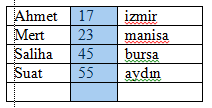 Ahmet 17 izmir
Mert 23 manisa
Saliha 45 bursa
Suat 55 aydın